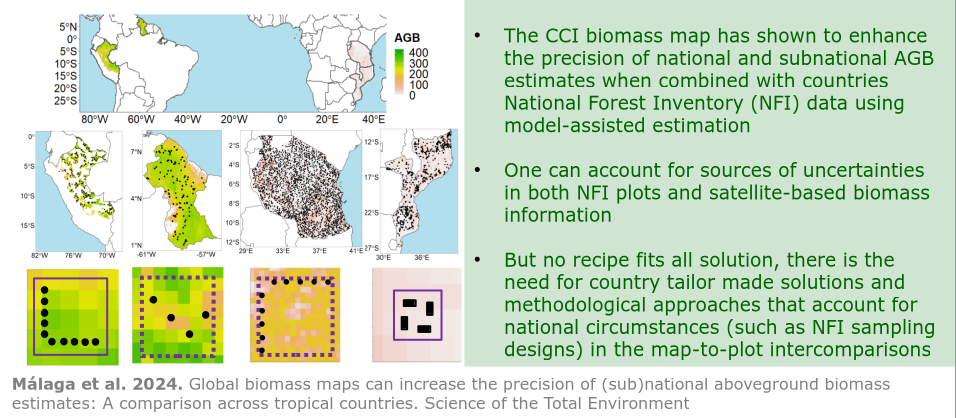 5°N
0°
5°S
10°S
15°S
20°S
25°S
80°W 60°W 40°W 20°W 0° 20°E 40°E
AGB
400
300
200
100
0
0°
5°S
10°S
15°S
82°W 76°W 70°W
7°N
4°N
1°N
-61°W -57°W
2°S
4°S
6°S
8°S
10°S
12°S
29°E 33°E 37°E 41°E
12°S
17°S
22°S
27°S
30°E 36°E
• The CCI biomass map has shown to enhance
the precision of national and subnational AGB
estimates when combined with countries
National Forest Inventory (NFI) data using
model-assisted estimation
• One can account for sources of uncertainties
in both NFI plots and satellite-based biomass
information
• But no recipe fits all solution, there is the
need for country tailor made solutions and
methodological approaches that account for
national circumstances (such as NFI sampling
designs) in the map-to-plot intercomparisons
Málaga et al. 2024. Global biomass maps can increase the precision of (sub)national aboveground biomass
estimates: A comparison across tropical countries. Science of the Total Environment